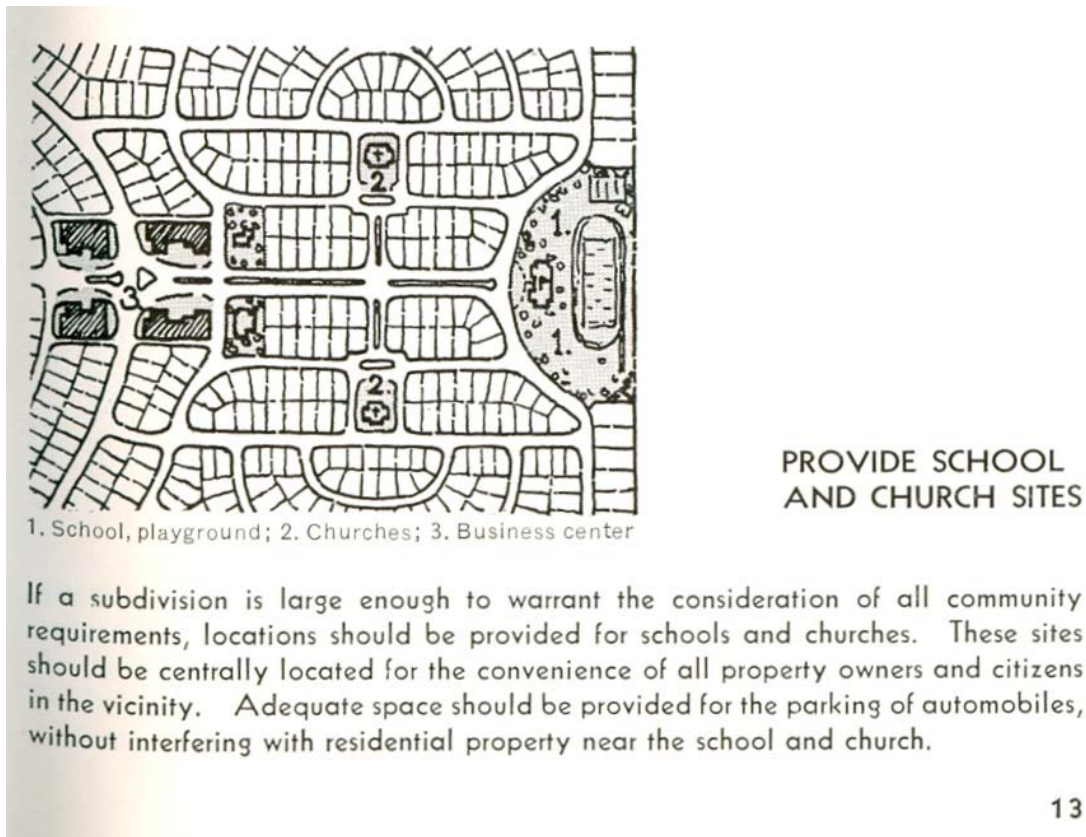 2.
1.
3
2.
1.
PROVIDE SCHOOL
AND CHURCH SITES
1. School, playground; 2. Churches; 3. Business center
If a subdivision is large enough to warrant the consideration of all community
requirements, locations should be provided for schools and churches. These sites
should be centrally located for the convenience of all property owners and citizens
in the vicinity. Adequate space should be provided for the parking of automobiles,
without interfering with residential property near the school and church.
13